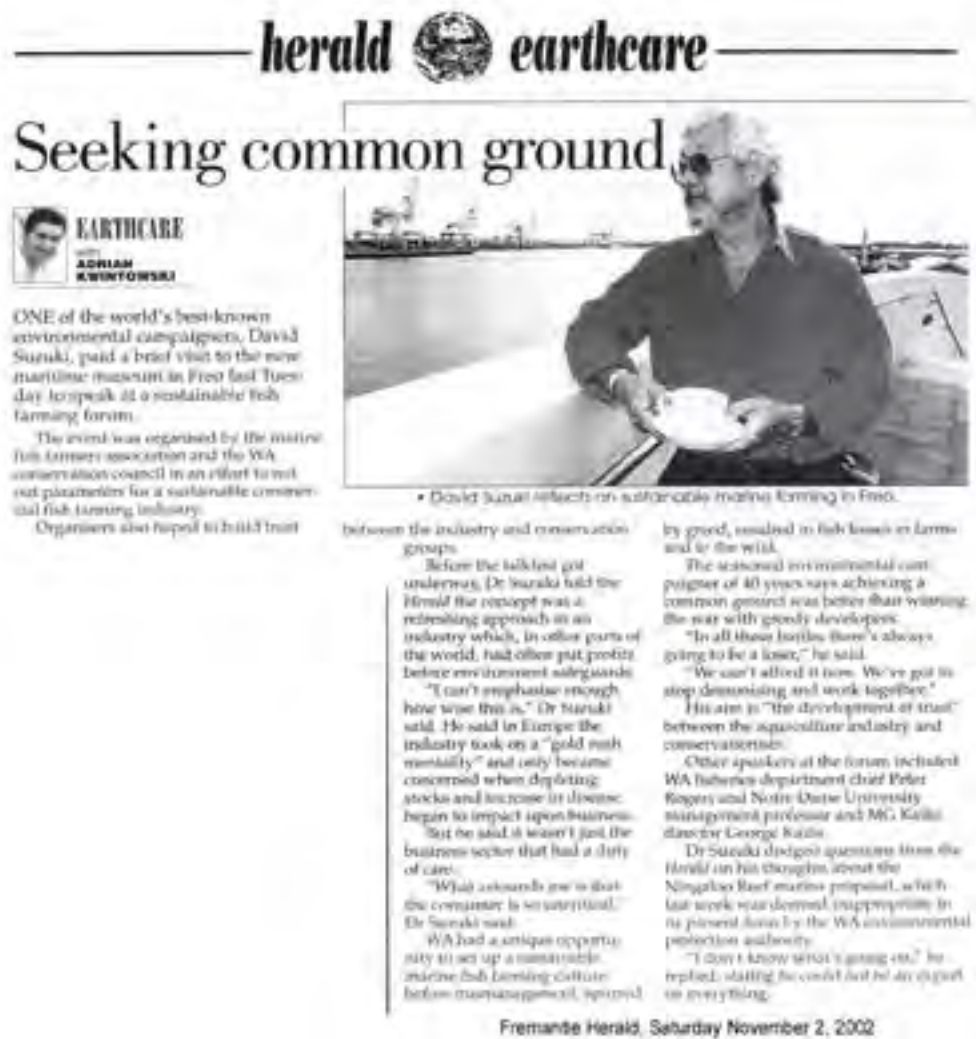 herald earthcare
Seeking common ground
EARTHCARE
with
ADRIAN
KWINTOWSKI
ONE of the world's best-known
environmental campaigners, David
Suzuki, paid a brief visit to the new
maritime museum in Freo last Tues-
day to speak at a sustainable fish
farming forum.
The event was organised by the marine
fish farmers association and the WA
conservation council in an effort to set
out parameters for a sustainable commer-
cial fish farming industry.
Organisers also hoped to build trust
• David Suzuki reflects on sustainable marine farming in Freo.
between the industry and conservation
groups.
Before the talkfest got
underway, Dr Suzuki told the
Herald the concept was a
refreshing approach in an
industry which, in other parts of
the world, had often put profits
before environment safeguards.
"I can't emphasise enough
how wise this is," Dr Suzuki
said. He said in Europe the
industry took on a "gold rush
mentality" and only became
concerned when depleting
stocks and increase in disease
began to impact upon business.
But he said it wasn't just the
business sector that had a duty
of care.
"What astounds me is that
the consumer is so uncritical,"
Dr Suzuki said.
WA had a unique opportu-
nity to set up a sustainable
marine fish farming culture
before mismanagement, spurred
by greed, resulted in fish losses in farms
and in the wild.
The seasoned environmental cam-
paigner of 40 years says achieving a
common ground was better than winning
the war with greedy developers.
"In all these battles there's always
going to be a loser," he said.
"We can't afford it now. We've got to
stop demonising and work together."
His aim is "the development of trust"
between the aquaculture industry and
conservationists.
Other speakers at the forum included
WA fisheries department chief Peter
Rogers and Notre Dame University
management professor and MG Kailis
director George Kailis.
Dr Suzuki dodged questions from the
Herald on his thoughts about the
Ningaloo Reef marina proposal, which
last week was deemed inappropriate in
its present form by the WA environmental
protection authority.
"I don't know what's going on," he
replied, stating he could not be an expert
on everything.
Fremantle Herald, Saturday November 2, 2002